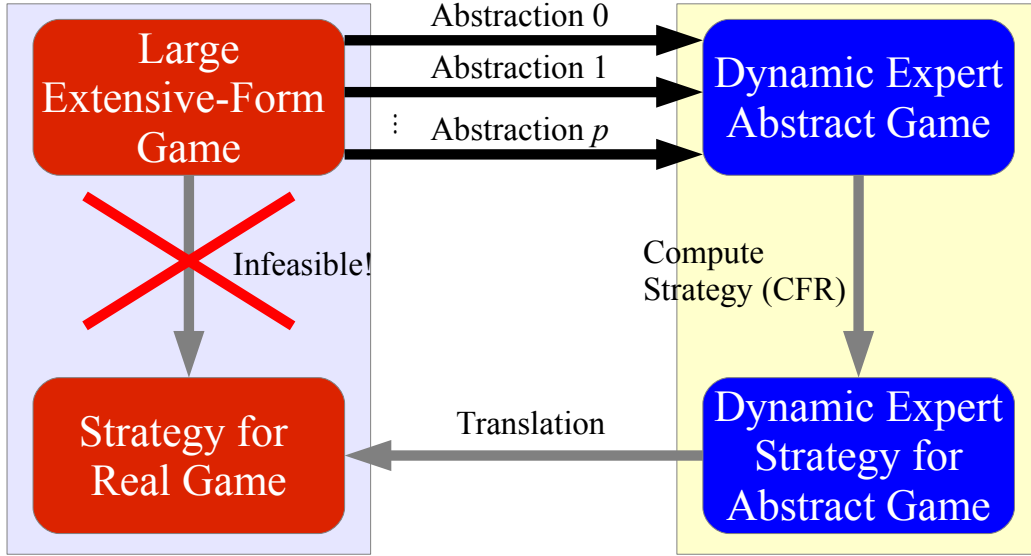 Large
Extensive-Form
Game
Abstraction 0
Abstraction 1
⋮
Abstraction p
Dynamic Expert
Abstract Game
Infeasible!
Compute
Strategy (CFR)
Strategy for
Real Game
Translation
Dynamic Expert
Strategy for
Abstract Game